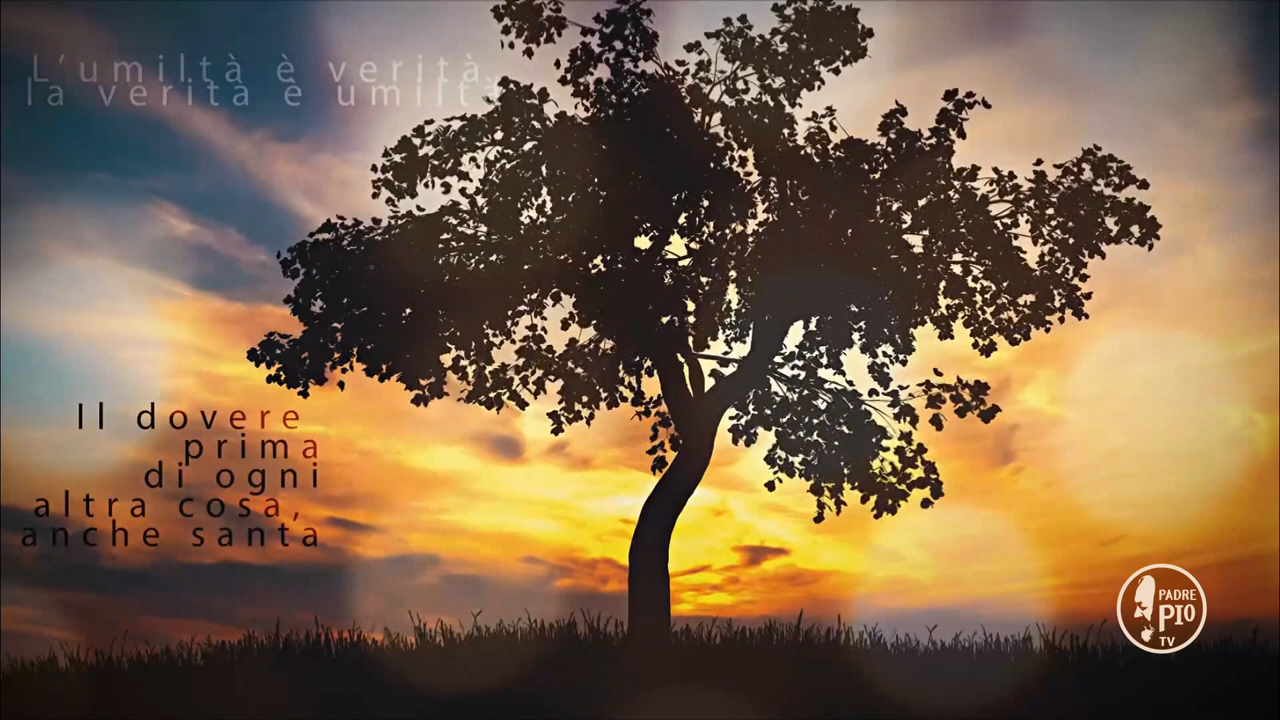 L'umiltà è verità,
la verità è umiltà
Il dovere
prima
di ogni
altra cosa,
anche santa
PADRE
PIO
TV